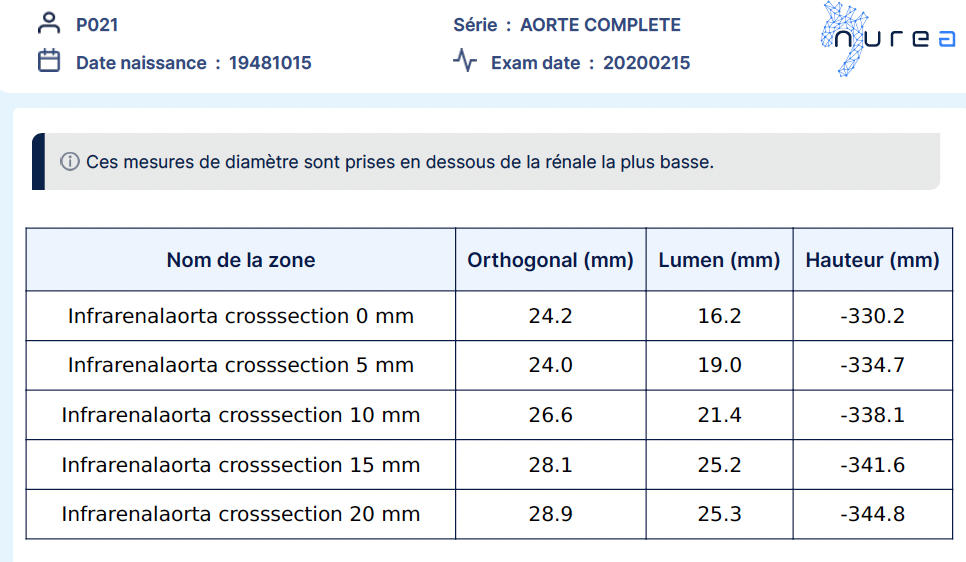 P021
Série : AORTE COMPLETE
nurea
Date naissance : 19481015
Exam date : 20200215
Ces mesures de diamètre sont prises en dessous de la rénale la plus basse.
Nom de la zone Orthogonal (mm) Lumen (mm) Hauteur (mm)
Infrarenalaorta crosssection 0 mm 24.2 16.2 -330.2
Infrarenalaorta crosssection 5 mm 24.0 19.0 -334.7
Infrarenalaorta crosssection 10 mm 26.6 21.4 -338.1
Infrarenalaorta crosssection 15 mm 28.1 25.2 -341.6
Infrarenalaorta crosssection 20 mm 28.9 25.3 -344.8